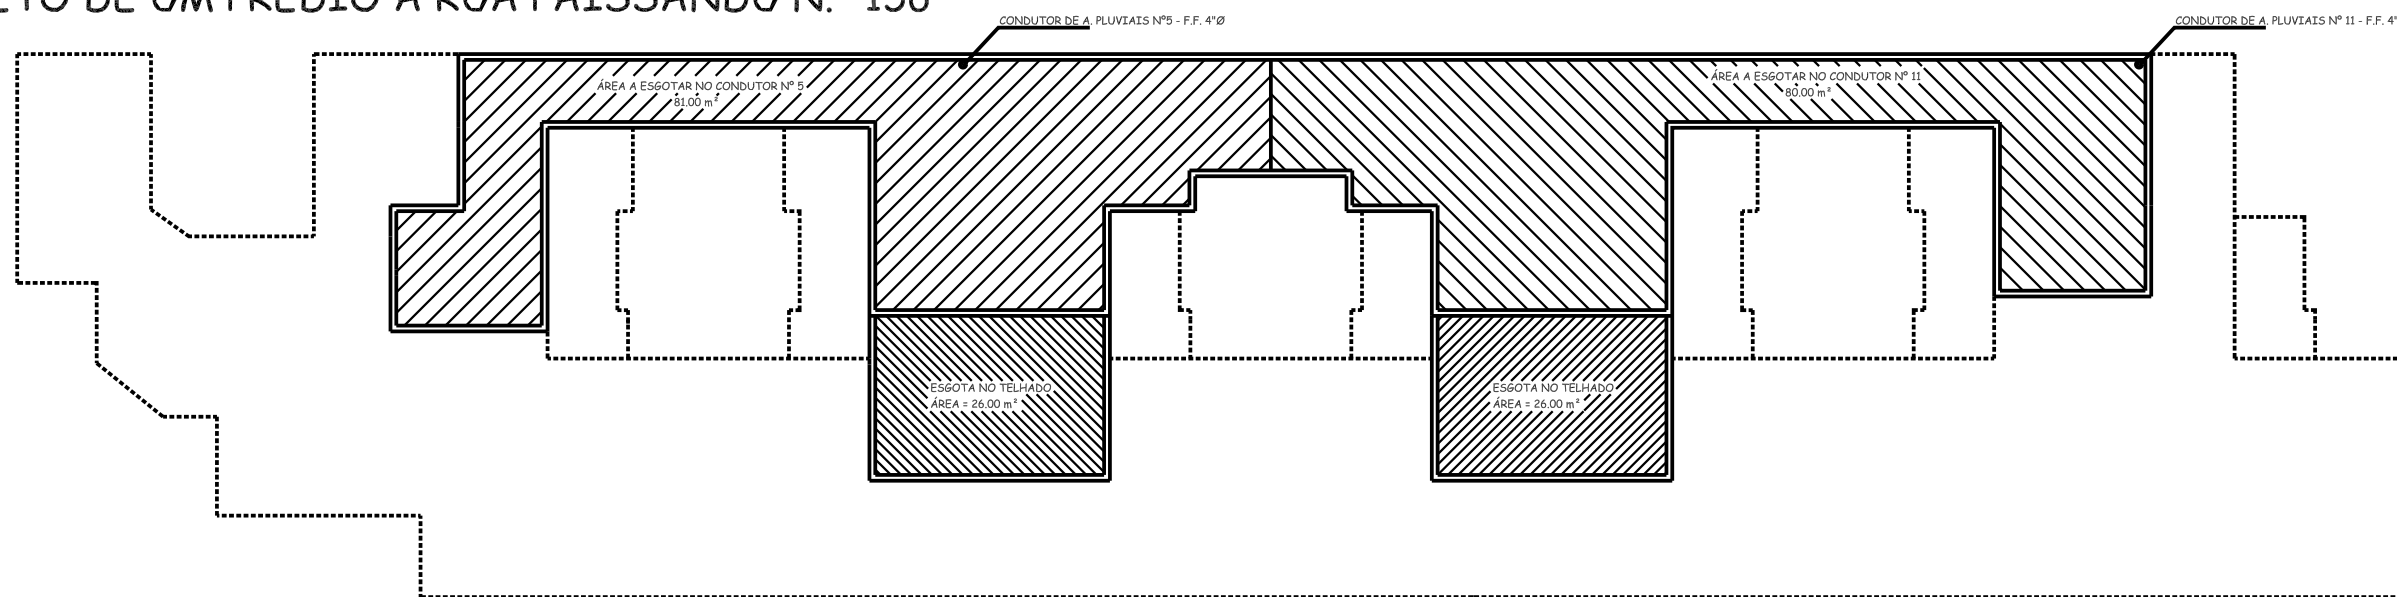 DE UM PREDIO A RUA PAISSANDU N.º 156
CONDUTOR DE A. PLUVIAIS Nº5 - F.F. 4"Ø
CONDUTOR DE A. PLUVIAIS Nº 11 - F.F. 4"
ÁREA A ESGOTAR NO CONDUTOR Nº 5
81.00 m²
ÁREA A ESGOTAR NO CONDUTOR Nº 11
80.00 m²
ESGOTA NO TELHADO
ÁREA = 26.00 m²
ESGOTA NO TELHADO
ÁREA = 26.00 m²